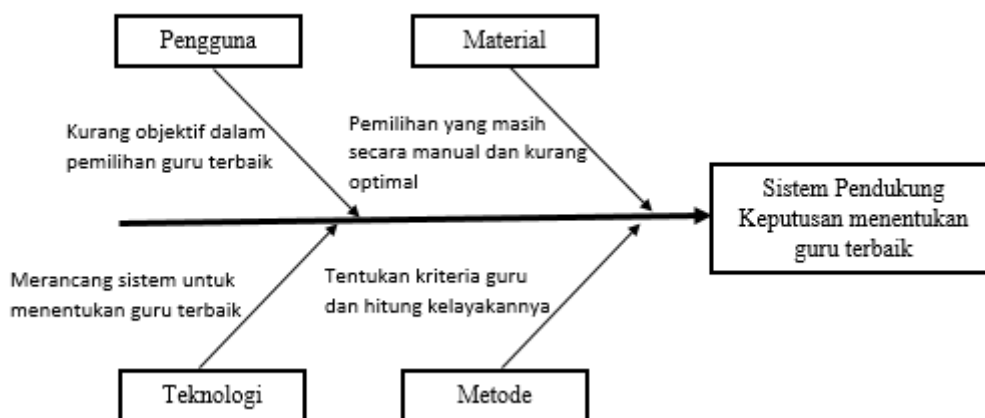 Pengguna
Material
Kurang objektif dalam
pemilihan guru terbaik
Pemilihan yang masih
secara manual dan kurang
optimal
Sistem Pendukung
Keputusan menentukan
guru terbaik
Merancang sistem untuk
menentukan guru terbaik
Tentukan kriteria guru
dan hitung kelayakannya
Teknologi
Metode